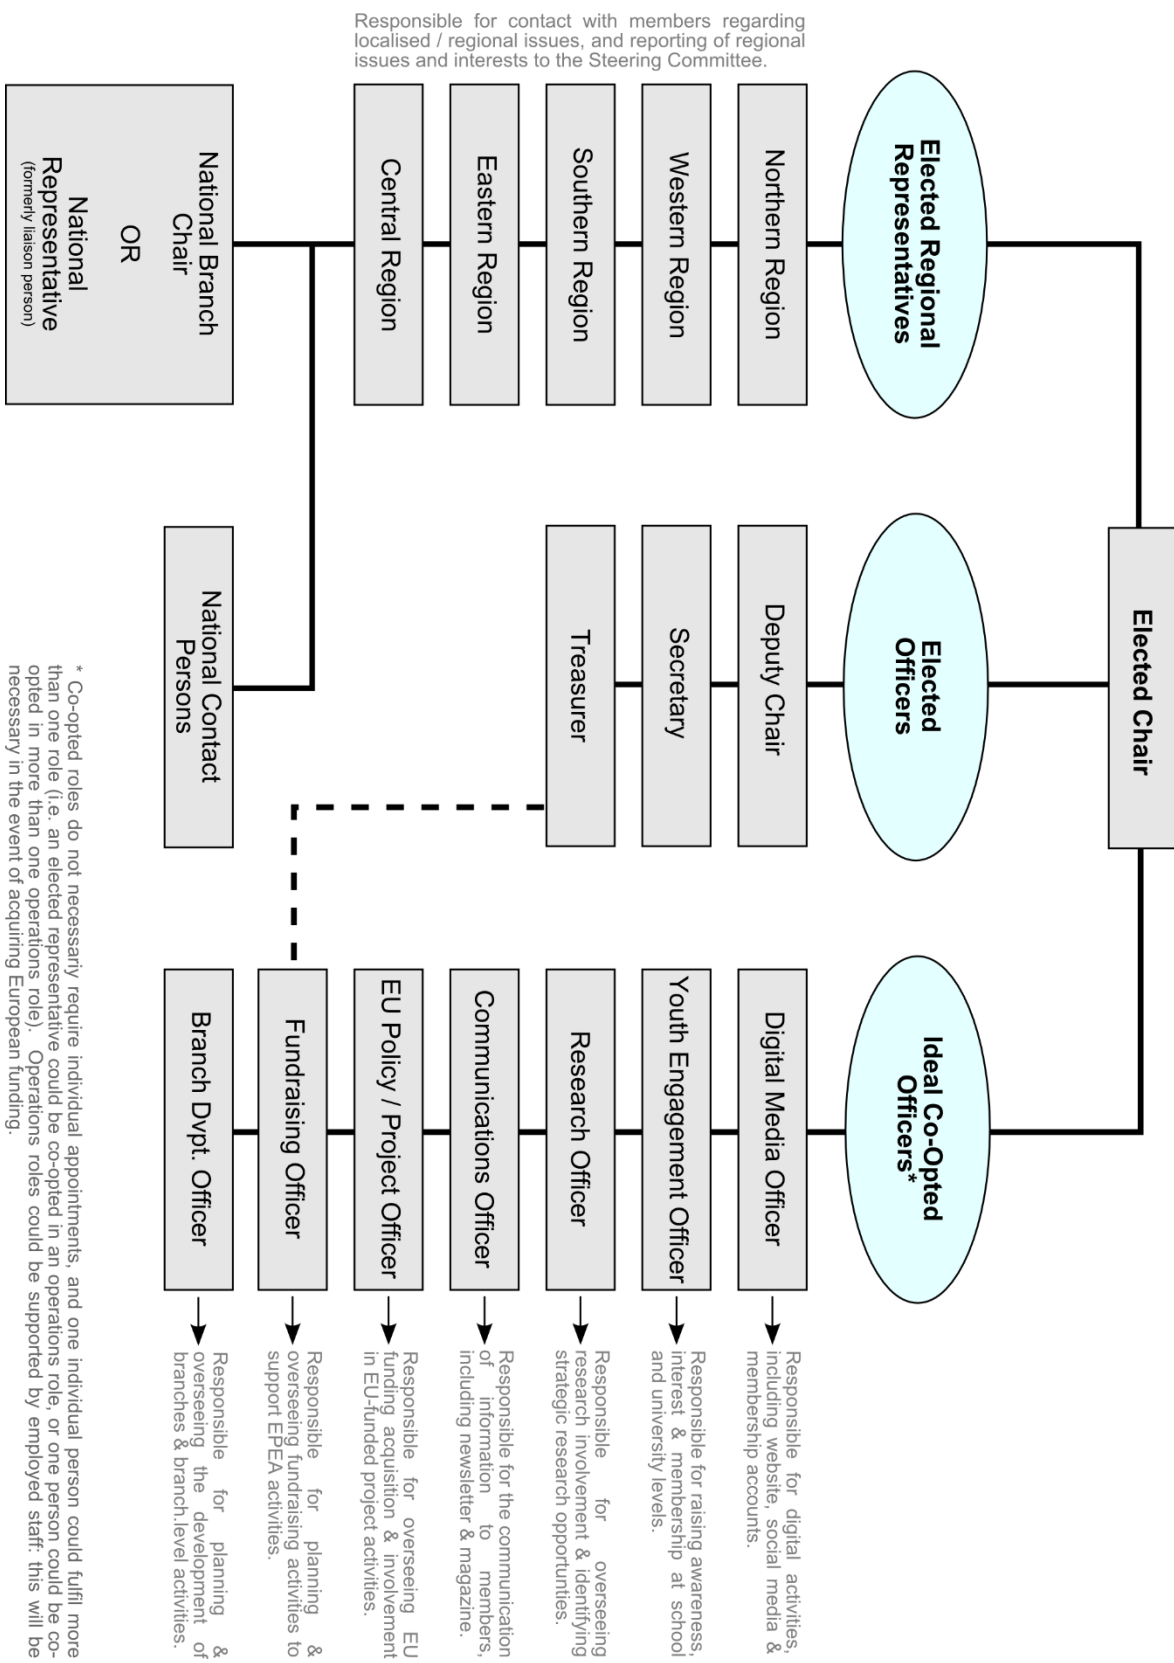 Elected Chair
Elected Regional
Representatives
Northern Region
Western Region
Southern Region
Eastern Region
Central Region
Responsible for contact with members regarding
localised / regional issues, and reporting of regional
issues and interests to the Steering Committee.
National Branch
Chair
OR
National
Representative
(formerly liaison person)
National Contact
Persons
Elected
Officers
Deputy Chair
Secretary
Treasurer
Ideal Co-Opted
Officers*
Digital Media Officer
Responsible for digital activities,
including website, social media &
membership accounts.
Youth Engagement Officer
Responsible for raising awareness,
interest & membership at school
and university levels.
Research Officer
Responsible for overseeing
research involvement & identifying
strategic research opportunities.
Communications Officer
Responsible for the communication
of information to members,
including newsletter & magazine.
EU Policy / Project Officer
Responsible for overseeing EU
funding acquisition & involvement
in EU-funded project activities.
Fundraising Officer
Responsible for planning &
overseeing fundraising activities to
support EPEA activities.
Branch Dvpt. Officer
Responsible for planning &
overseeing the development of
branches & branch.level activities.
* Co-opted roles do not necessariy require individual appointments, and one individual person could fulfil more
than one role (i.e. an elected representative could be co-opted in an operations role, or one person could be co-
opted in more than one operations role). Operations roles could be supported by employed staff: this will be
necessary in the event of acquiring European funding.